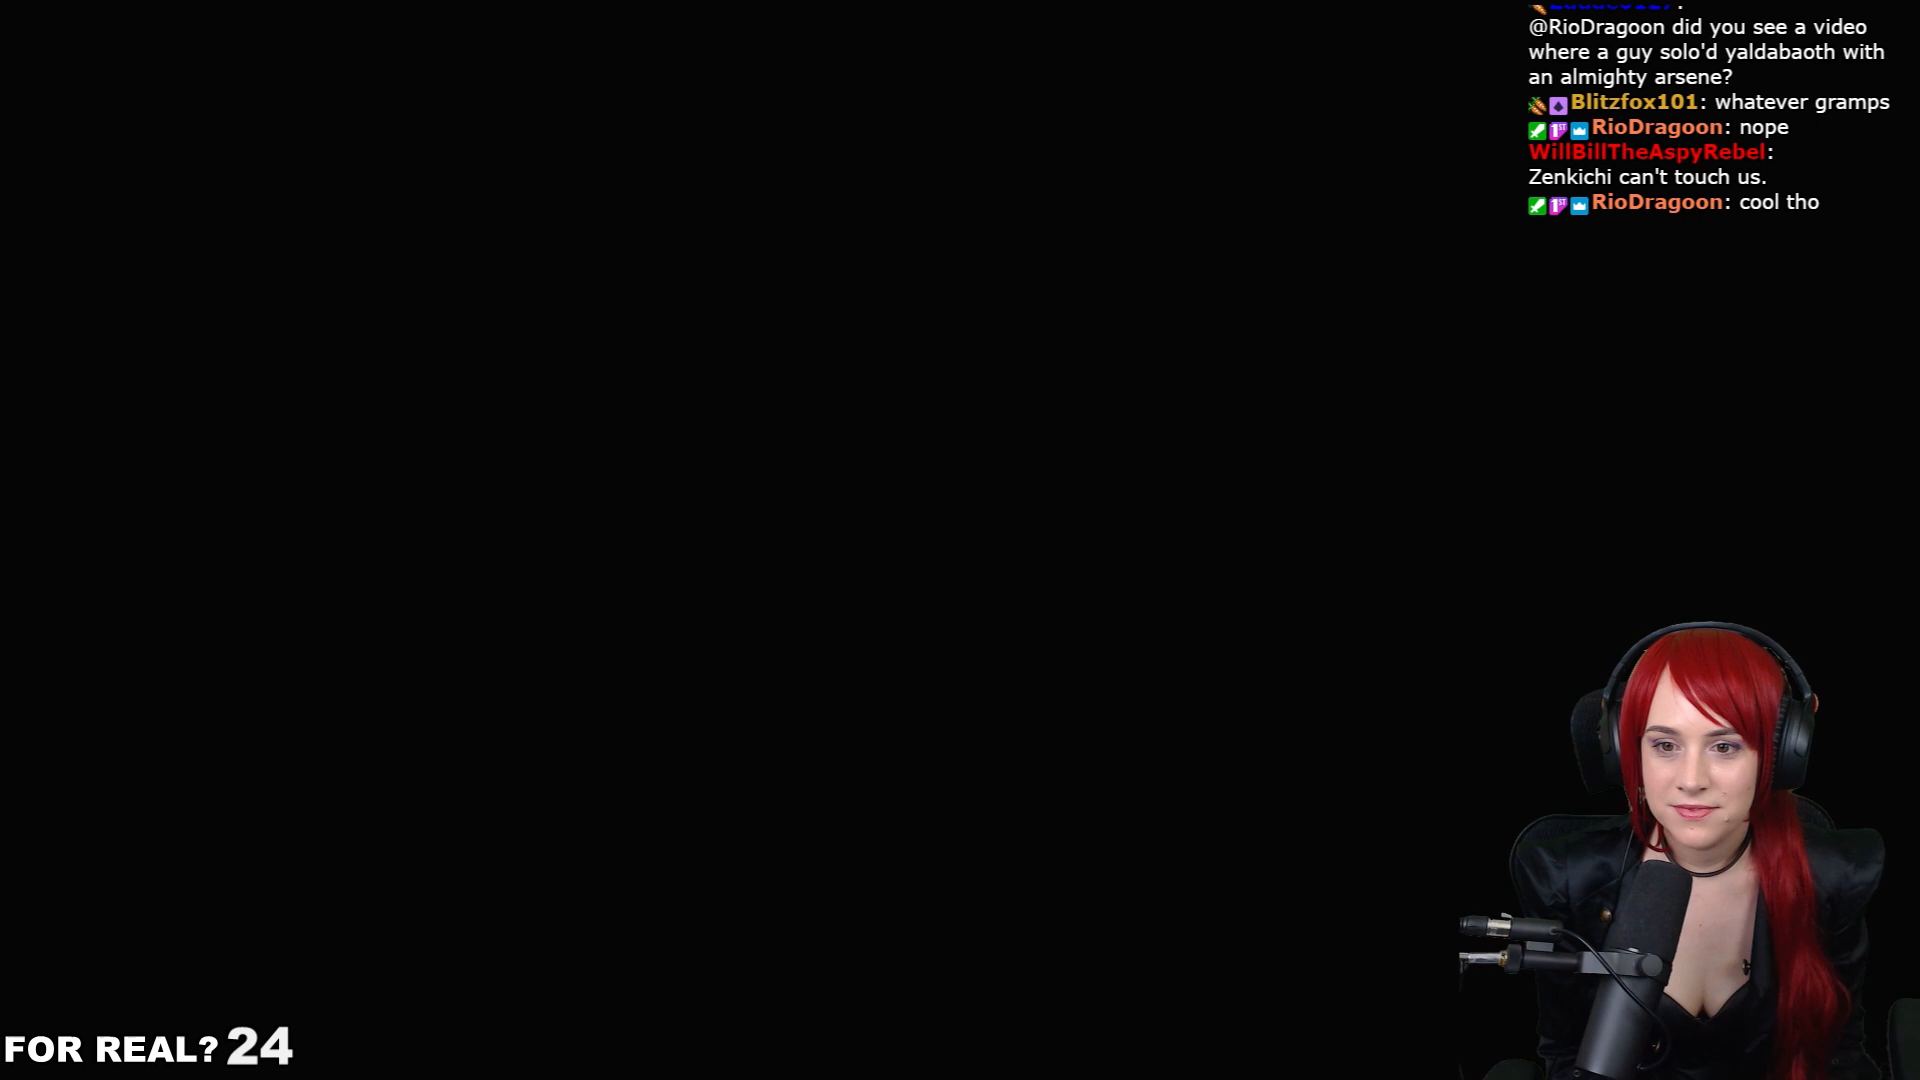 @RioDragoon did you see a video
where a guy solo'd yaldabaoth with
an almighty arsene?
Blitzfox101: whatever gramps
RioDragoon: nope
WillBillTheAspyRebel:
Zenkichi can't touch us.
RioDragoon: cool tho
FOR REAL? 24